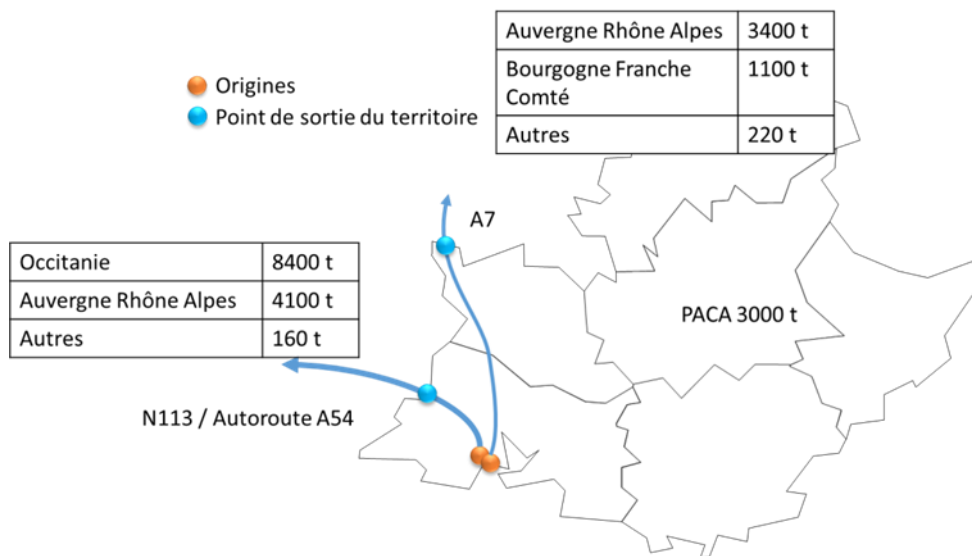 Auvergne Rhône Alpes 3400 t
Bourgogne Franche
Comté 1100 t
Autres 220 t
Origines
Point de sortie du territoire
A7
Occitanie 8400 t
Auvergne Rhône Alpes 4100 t
Autres 160 t
PACA 3000 t
N113 / Autoroute A54